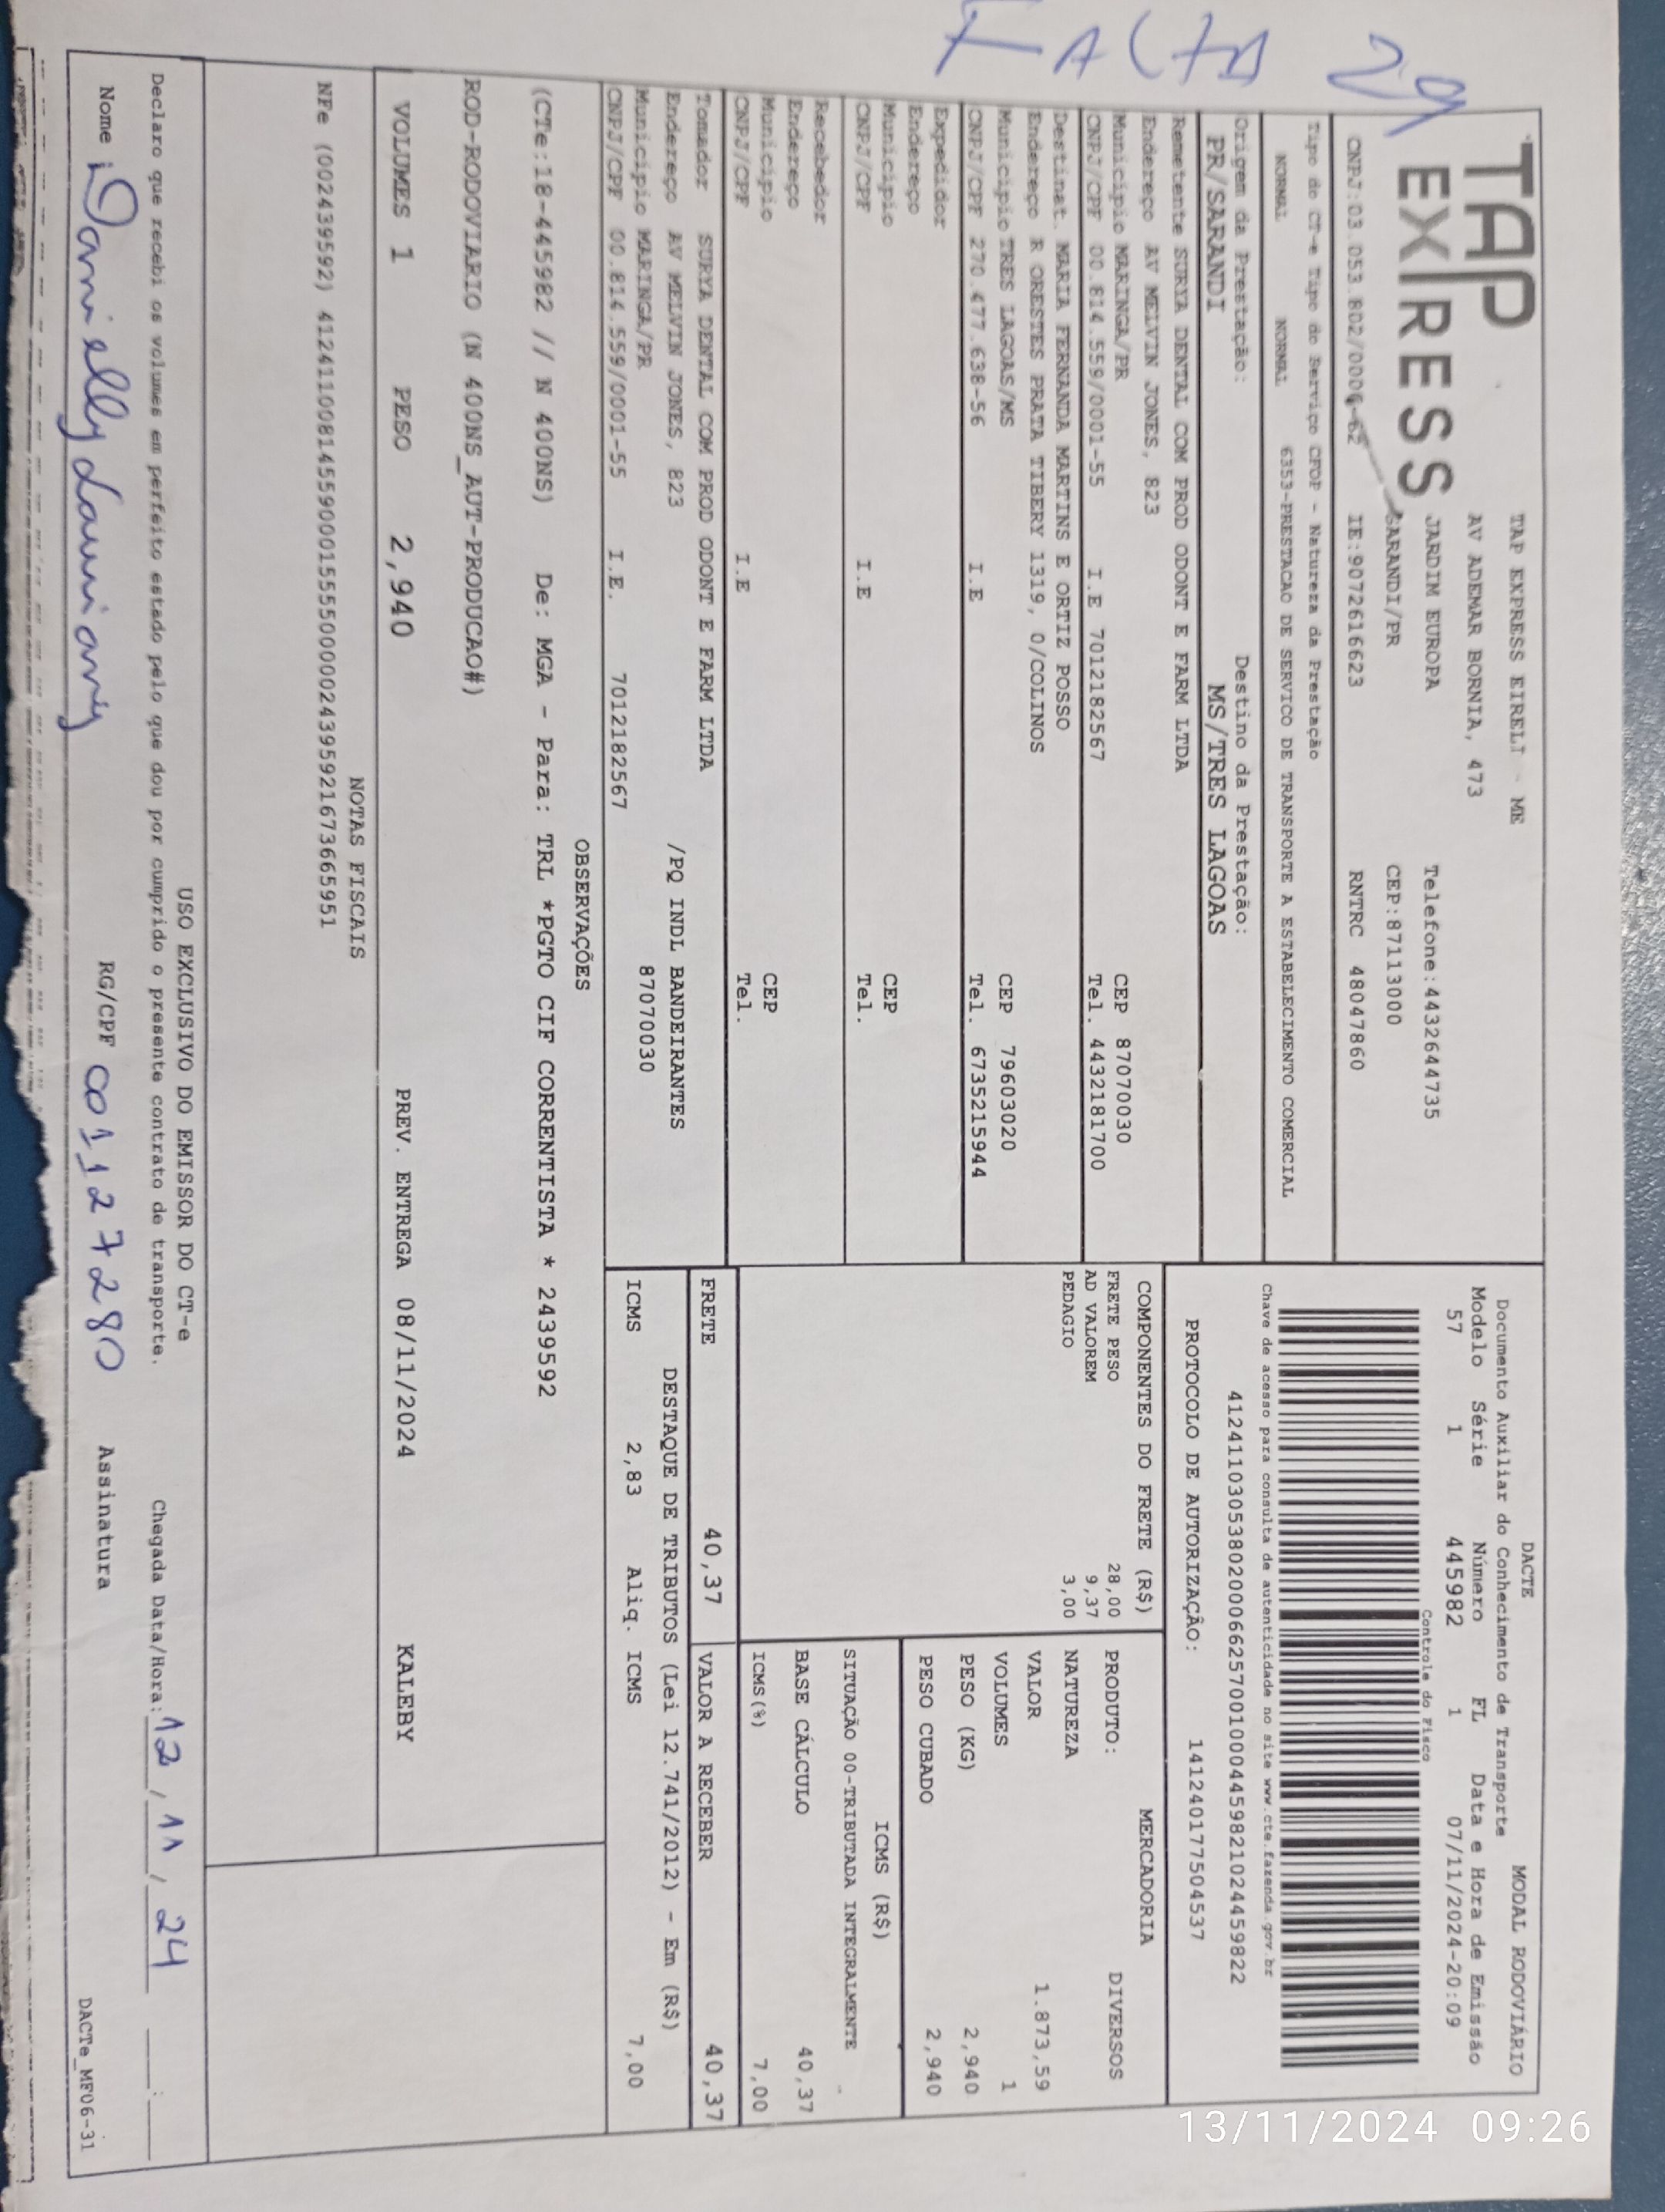 FACTA 29
TAP EXPRESS
TAP EXPRESS EIRELI - ME
AV ADEMAR BORNIA, 473
JARDIM EUROPA Telefone:4432644735
SARANDI/PR CEP:87113000
CNPJ:03.053.802/0006-62 IE:9072616623 RNTRC 48047860
DACTE MODAL RODOVIÁRIO
Documento Auxiliar do Conhecimento de Transporte
Modelo Série Número FL Data e Hora de Emissão
57 1 445982 1 07/11/2024-20:09
Controle do Fisco
Tipo do CT-e Tipo do Serviço CFOP - Natureza da Prestação
NORMAL NORMAL 6353-PRESTACAO DE SERVICO DE TRANSPORTE A ESTABELECIMENTO COMERCIAL
Chave de acesso para consulta de autenticidade no site www.cte.fazenda.gov.br
41241103053802000662570010004459821024459822
Origem da Prestação: Destino da Prestação:
PR/SARANDI MS/TRES LAGOAS
PROTOCOLO DE AUTORIZAÇÃO: 141240177504537
Remetente SURYA DENTAL COM PROD ODONT E FARM LTDA
Endereço AV MELVIN JONES, 823
Municipio MARINGA/PR CEP 87070030
CNPJ/CPF 00.814.559/0001-55 I.E 7012182567 Tel. 4432181700
Destinat. MARIA FERNANDA MARTINS E ORTIZ POSSO
Endereço R ORESTES PRATA TIBERY 1319, 0/COLINOS
Municipio TRES LAGOAS/MS CEP 79603020
CNPJ/CPF 270.477.638-56 I.E Tel. 6735215944
Expedidor
Endereço
Municipio CEP
CNPJ/CPF I.E Tel.
Recebedor
Endereço
Municipio CEP
CNPJ/CPF I.E Tel.
Tomador SURYA DENTAL COM PROD ODONT E FARM LTDA
Endereço AV MELVIN JONES, 823 /PQ INDL BANDEIRANTES
Municipio MARINGA/PR 87070030
CNPJ/CPF 00.814.559/0001-55 I.E. 7012182567
COMPONENTES DO FRETE (R$)
FRETE PESO 28,00
AD VALOREM 9,37
PEDAGIO 3,00
MERCADORIA
PRODUTO: DIVERSOS
NATUREZA
VALOR 1.873,59
VOLUMES 1
PESO (KG) 2,940
PESO CUBADO 2,940
ICMS (R$)
SITUAÇÃO 00-TRIBUTADA INTEGRALMENTE
BASE CÁLCULO 40,37
ICMS(%) 7,00
FRETE 40,37 VALOR A RECEBER 40,37
DESTAQUE DE TRIBUTOS (Lei 12.741/2012) - Em (R$)
ICMS 2,83 Aliq. ICMS 7,00
OBSERVAÇÕES
(CTe:18-445982 // N 400NS) De: MGA - Para: TRL *PGTO CIF CORRENTISTA * 2439592
ROD-RODOVIARIO (N 400NS_AUT-PRODUCAO#)
VOLUMES 1 PESO 2,940 PREV. ENTREGA 08/11/2024 KALEBY
NOTAS FISCAIS
NFe (002439592) 41241100814559000155550000024395921673665951
USO EXCLUSIVO DO EMISSOR DO CT-e
Declaro que recebi os volumes em perfeito estado pelo que dou por cumprido o presente contrato de transporte. Chegada Data/Hora: 12 / 11 / 24 __:__
Nome RG/CPF 001127280 Assinatura
DACTe_MF06-31
13/11/2024 09:26